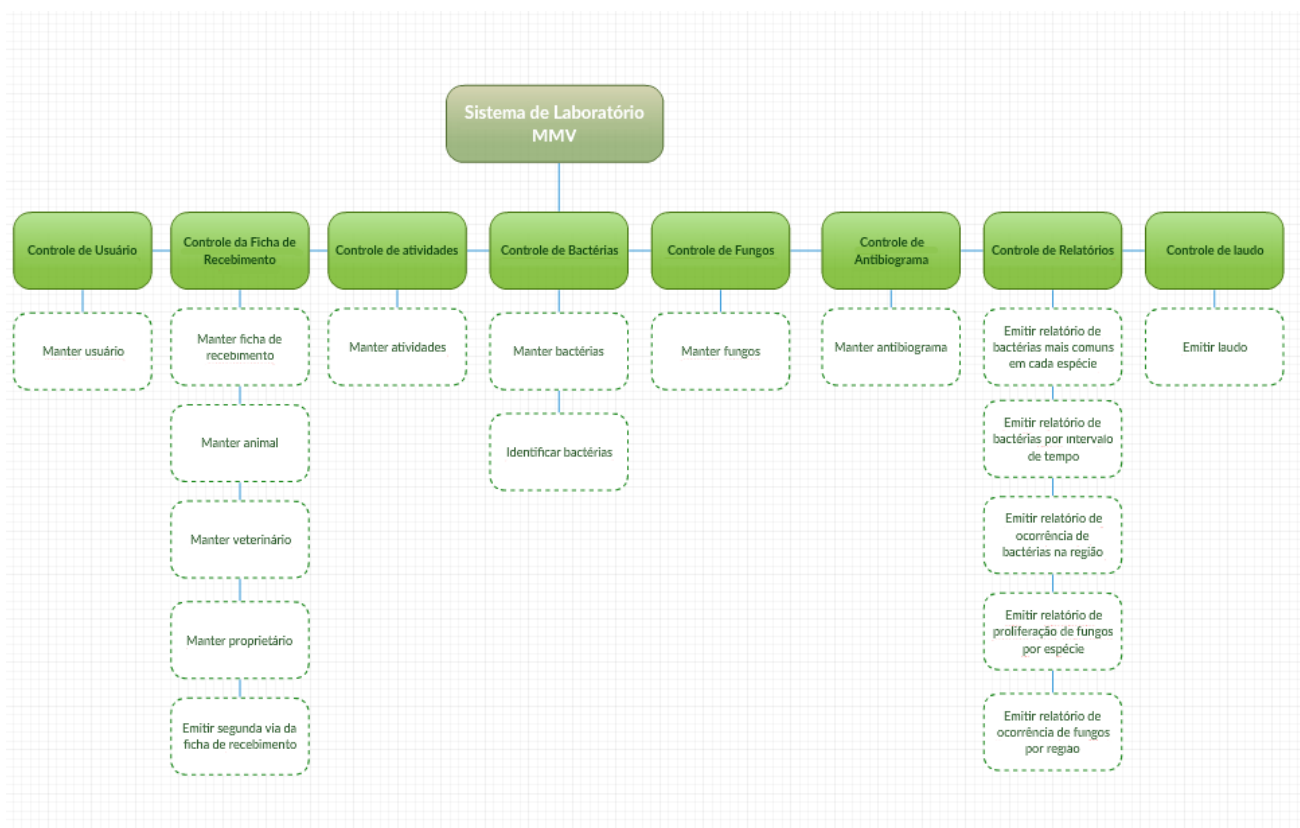 Sistema de Laboratório
MMV
Controle de Usuário
Controle da Ficha de
Recebimento
Controle de atividades
Controle de Bactérias
Controle de Fungos
Controle de
Antibiograma
Controle de Relatórios
Controle de laudo
Manter usuário
Manter ficha de
recebimento
Manter animal
Manter veterinário
Manter proprietário
Emitir segunda via da
ficha de recebimento
Manter atividades
Manter bactérias
Identificar bactérias
Manter fungos
Manter antibiograma
Emitir relatório de
bactérias mais comuns
em cada espécie
Emitir relatório de
bactérias por intervalo
de tempo
Emitir relatório de
ocorrência de
bactérias na região
Emitir relatório de
proliferação de fungos
por espécie
Emitir relatório de
ocorrência de fungos
por região
Emitir laudo